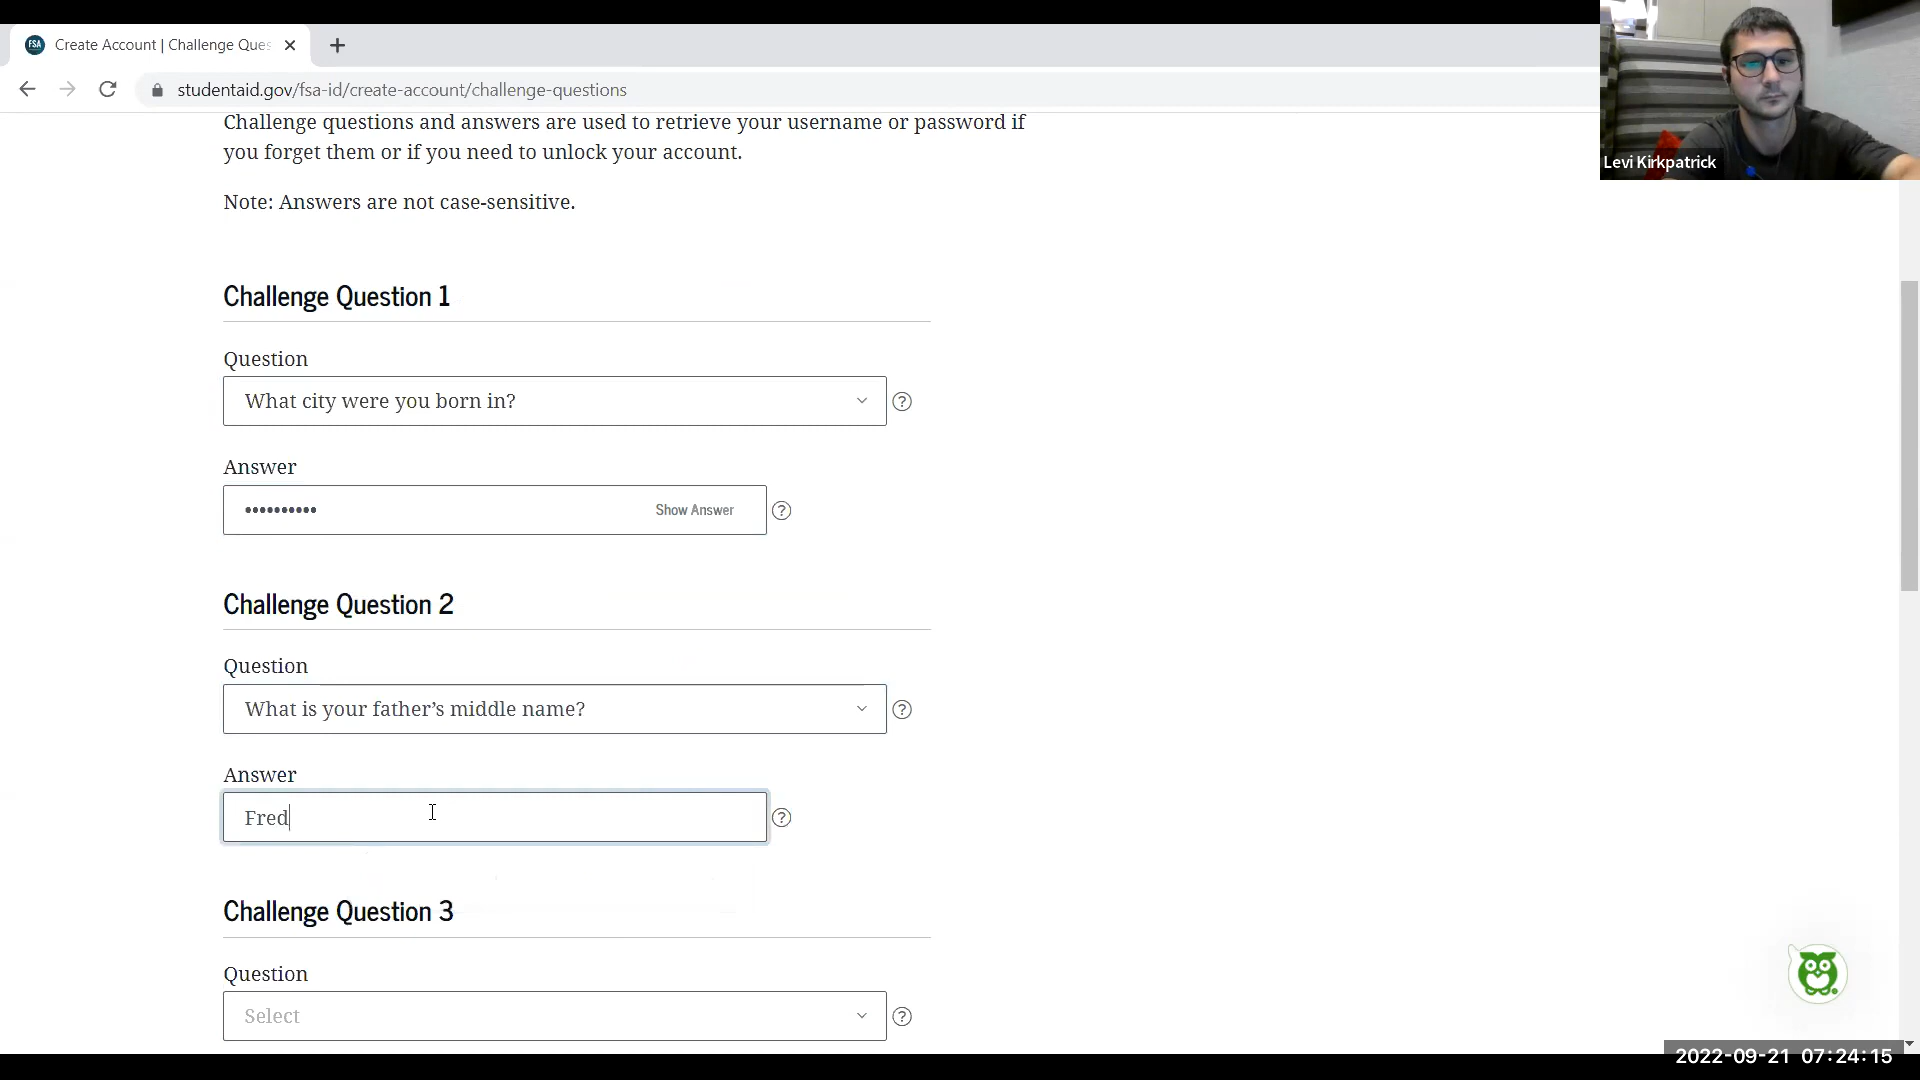 FSA
Create Account | Challenge Ques
studentaid.gov/fsa-id/create-account/challenge-questions
Levi Kirkpatrick
Challenge questions and answers are used to retrieve your username or password if
you forget them or if you need to unlock your account.
Note: Answers are not case-sensitive.
Challenge Question 1
Question
What city were you born in?
?
Answer
••••••••••
Show Answer
?
Challenge Question 2
Question
What is your father’s middle name?
?
Answer
Fred
?
Challenge Question 3
Question
Select
?
2022-09-21 07:24:15